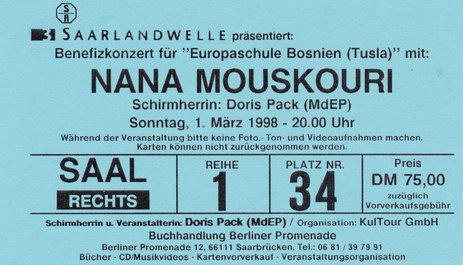 SR
3 SAARLANDWELLE präsentiert:
Benefizkonzert für "Europaschule Bosnien (Tusla)" mit:
NANA MOUSKOURI
Schirmherrin: Doris Pack (MdEP)
Sonntag, 1. März 1998 - 20.00 Uhr
Während der Veranstaltung bitte keine Foto,- Ton- und Videoaufnahmen machen.
Karten können nicht zurückgenommen werden.
SAAL
RECHTS
REIHE
1
PLATZ NR.
34
Preis
DM 75,00
zuzüglich
Vorverkaufsgebühr
Schirmherrin u. Veranstalterin: Doris Pack (MdEP) / Organisation: KulTour GmbH
Buchhandlung Berliner Promenade
Berliner Promenade 12, 66111 Saarbrücken, Tel.: 06 81 / 39 79 91
Bücher - CD/Musikvideos - Kartenvorverkauf - Veranstaltungsorganisation